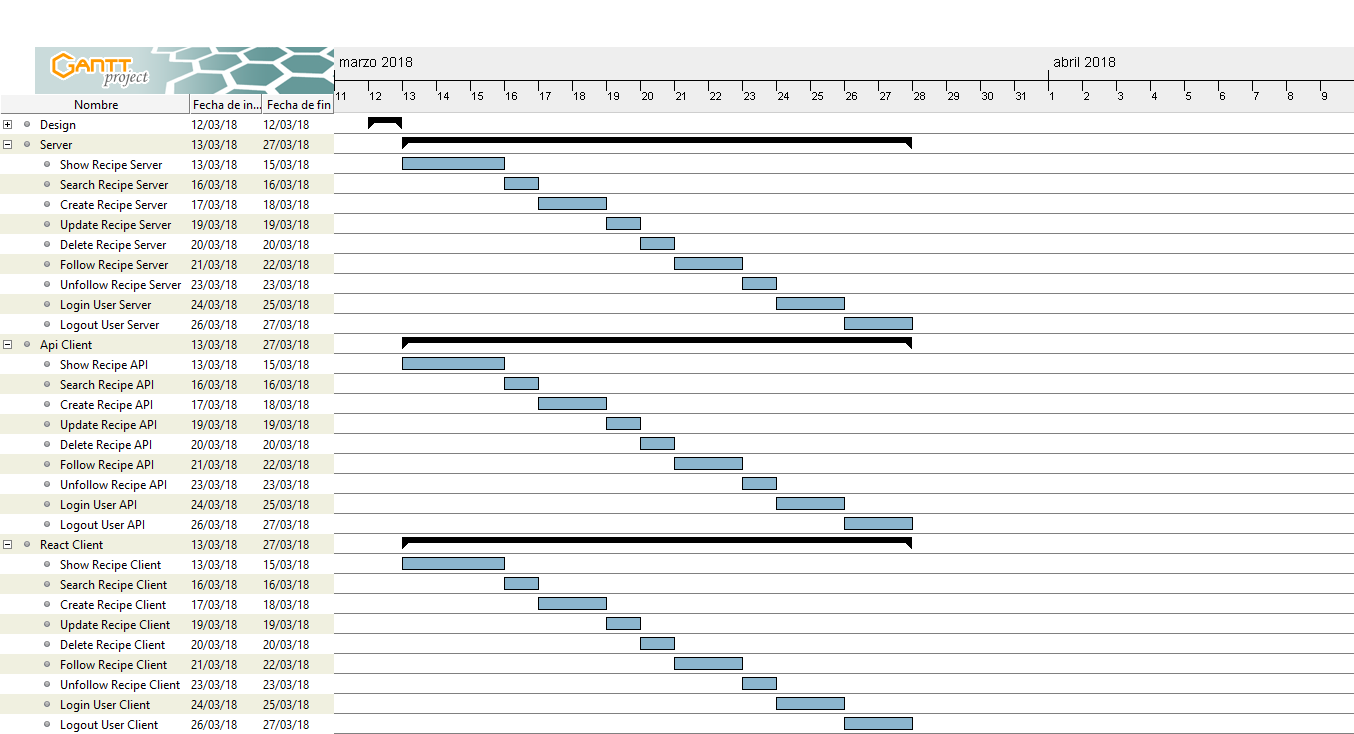 GANTT project
marzo 2018 abril 2018
11 12 13 14 15 16 17 18 19 20 21 22 23 24 25 26 27 28 29 30 31 1 2 3 4 5 6 7 8 9
Nombre Fecha de in... Fecha de fin
Design 12/03/18 12/03/18
Server 13/03/18 27/03/18
Show Recipe Server 13/03/18 15/03/18
Search Recipe Server 16/03/18 16/03/18
Create Recipe Server 17/03/18 18/03/18
Update Recipe Server 19/03/18 19/03/18
Delete Recipe Server 20/03/18 20/03/18
Follow Recipe Server 21/03/18 22/03/18
Unfollow Recipe Server 23/03/18 23/03/18
Login User Server 24/03/18 25/03/18
Logout User Server 26/03/18 27/03/18
Api Client 13/03/18 27/03/18
Show Recipe API 13/03/18 15/03/18
Search Recipe API 16/03/18 16/03/18
Create Recipe API 17/03/18 18/03/18
Update Recipe API 19/03/18 19/03/18
Delete Recipe API 20/03/18 20/03/18
Follow Recipe API 21/03/18 22/03/18
Unfollow Recipe API 23/03/18 23/03/18
Login User API 24/03/18 25/03/18
Logout User API 26/03/18 27/03/18
React Client 13/03/18 27/03/18
Show Recipe Client 13/03/18 15/03/18
Search Recipe Client 16/03/18 16/03/18
Create Recipe Client 17/03/18 18/03/18
Update Recipe Client 19/03/18 19/03/18
Delete Recipe Client 20/03/18 20/03/18
Follow Recipe Client 21/03/18 22/03/18
Unfollow Recipe Client 23/03/18 23/03/18
Login User Client 24/03/18 25/03/18
Logout User Client 26/03/18 27/03/18